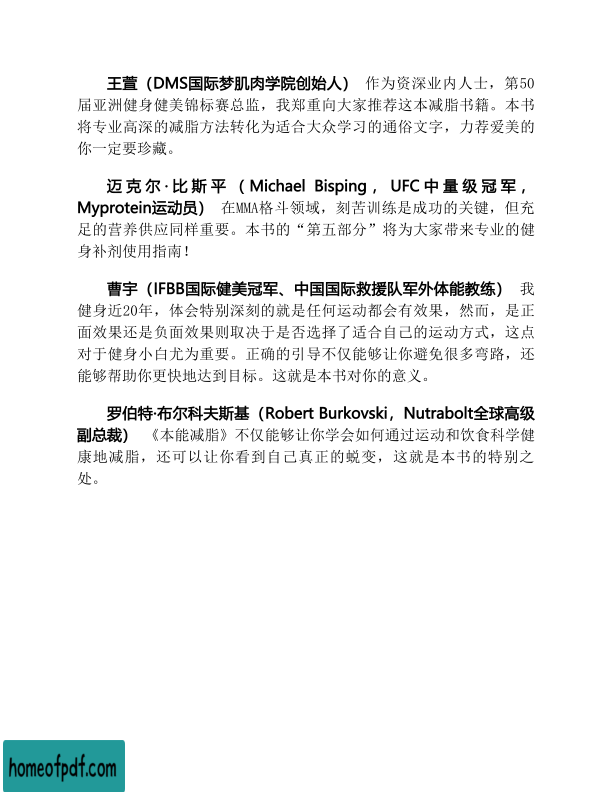 王萱（DMS国际梦肌肉学院创始人） 作为资深业内人士，第50
届亚洲健身健美锦标赛总监，我郑重向大家推荐这本减脂书籍。本书
将专业高深的减脂方法转化为适合大众学习的通俗文字，力荐爱美的
你一定要珍藏。
迈克尔·比斯平（Michael Bisping，UFC中量级冠军，
Myprotein运动员） 在MMA格斗领域，刻苦训练是成功的关键，但充
足的营养供应同样重要。本书的“第五部分”将为大家带来专业的健
身补剂使用指南！
曹宇（IFBB国际健美冠军、中国国际救援队军外体能教练） 我
健身近20年，体会特别深刻的就是任何运动都会有效果，然而，是正
面效果还是负面效果则取决于是否选择了适合自己的运动方式，这点
对于健身小白尤为重要。正确的引导不仅能够让你避免很多弯路，还
能够帮助你更快地达到目标。这就是本书对你的意义。
罗伯特·布尔科夫斯基（Robert Burkovski，Nutrabolt全球高级
副总裁） 《本能减脂》不仅能够让你学会如何通过运动和饮食科学健
康地减脂，还可以让你看到自己真正的蜕变，这就是本书的特别之
处。
homeofpdf.com